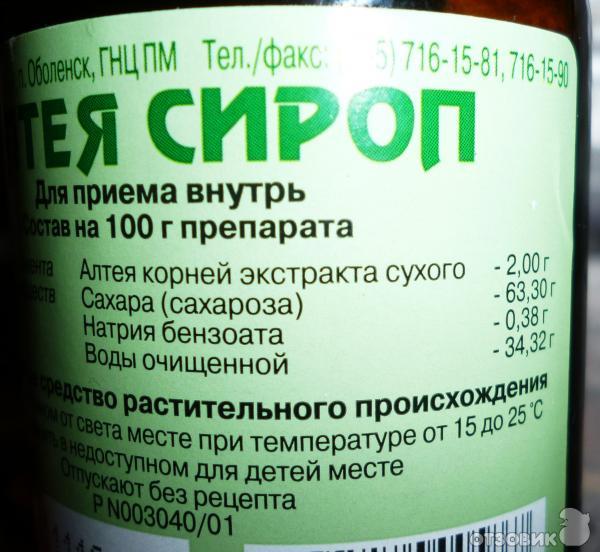 п. Оболенск, ГНЦ ПМ Тел./факс: 5) 716-15-81, 716-15-90
ТЕЯ СИРОП
Для приема внутрь
Состав на 100 г препарата
Алтея корней экстракта сухого - 2,00 г
Сахара (сахароза) - 63,30 г
Натрия бензоата - 0,38 г
Воды очищенной - 34,32 г
средство растительного происхождения
от света месте при температуре от 15 до 25 °С
в недоступном для детей месте
Отпускают без рецепта
Р N003040/01
отзовик